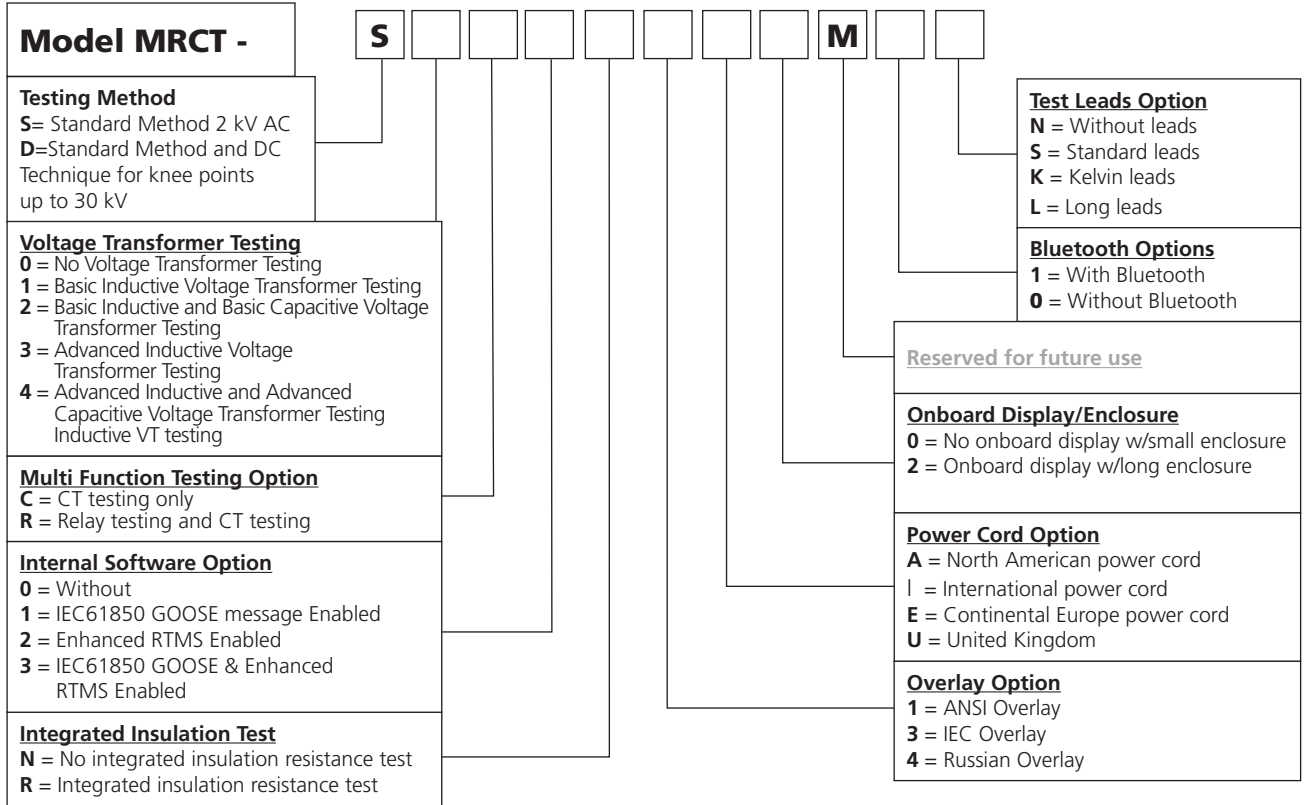 Model MRCT - S M
Testing Method
S= Standard Method 2 kV AC
D=Standard Method and DC
Technique for knee points
up to 30 kV
Voltage Transformer Testing
0 = No Voltage Transformer Testing
1 = Basic Inductive Voltage Transformer Testing
2 = Basic Inductive and Basic Capacitive Voltage
Transformer Testing
3 = Advanced Inductive Voltage
Transformer Testing
4 = Advanced Inductive and Advanced
Capacitive Voltage Transformer Testing
Inductive VT testing
Multi Function Testing Option
C = CT testing only
R = Relay testing and CT testing
Internal Software Option
0 = Without
1 = IEC61850 GOOSE message Enabled
2 = Enhanced RTMS Enabled
3 = IEC61850 GOOSE & Enhanced
RTMS Enabled
Integrated Insulation Test
N = No integrated insulation resistance test
R = Integrated insulation resistance test
Test Leads Option
N = Without leads
S = Standard leads
K = Kelvin leads
L = Long leads
Bluetooth Options
1 = With Bluetooth
0 = Without Bluetooth
Reserved for future use
Onboard Display/Enclosure
0 = No onboard display w/small enclosure
2 = Onboard display w/long enclosure
Power Cord Option
A = North American power cord
I = International power cord
E = Continental Europe power cord
U = United Kingdom
Overlay Option
1 = ANSI Overlay
3 = IEC Overlay
4 = Russian Overlay